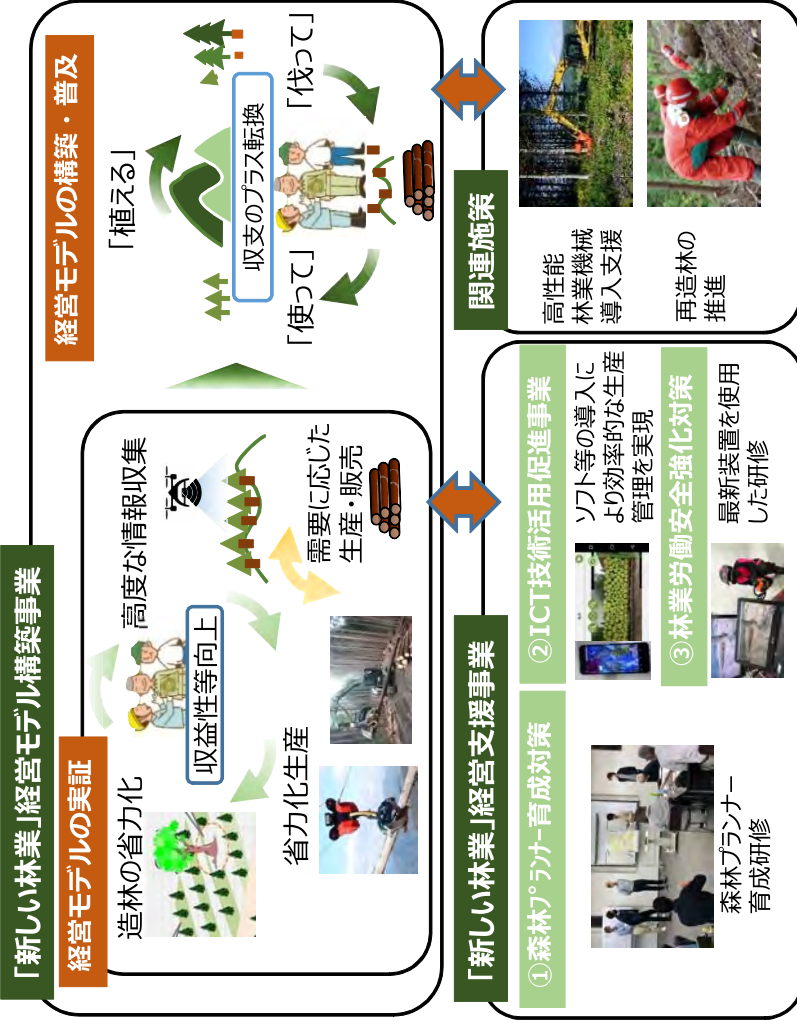 「新しい林業」経営モデル構築事業
経営モデルの実証
造林の省力化
高度な情報収集
収益性等向上
省力化生産
需要に応じた
生産・販売
経営モデルの構築・普及
「植える」
収支のプラス転換
「使って」
「伐って」
「新しい林業」経営支援事業
①森林ﾌﾟﾗﾝﾅｰ育成対策
森林プランナー
育成研修
②ICT技術活用促進事業
ソフト等の導入に
より効率的な生産
管理を実現
③林業労働安全強化対策
最新装置を使用
した研修
関連施策
高性能
林業機械
導入支援
再造林の
推進